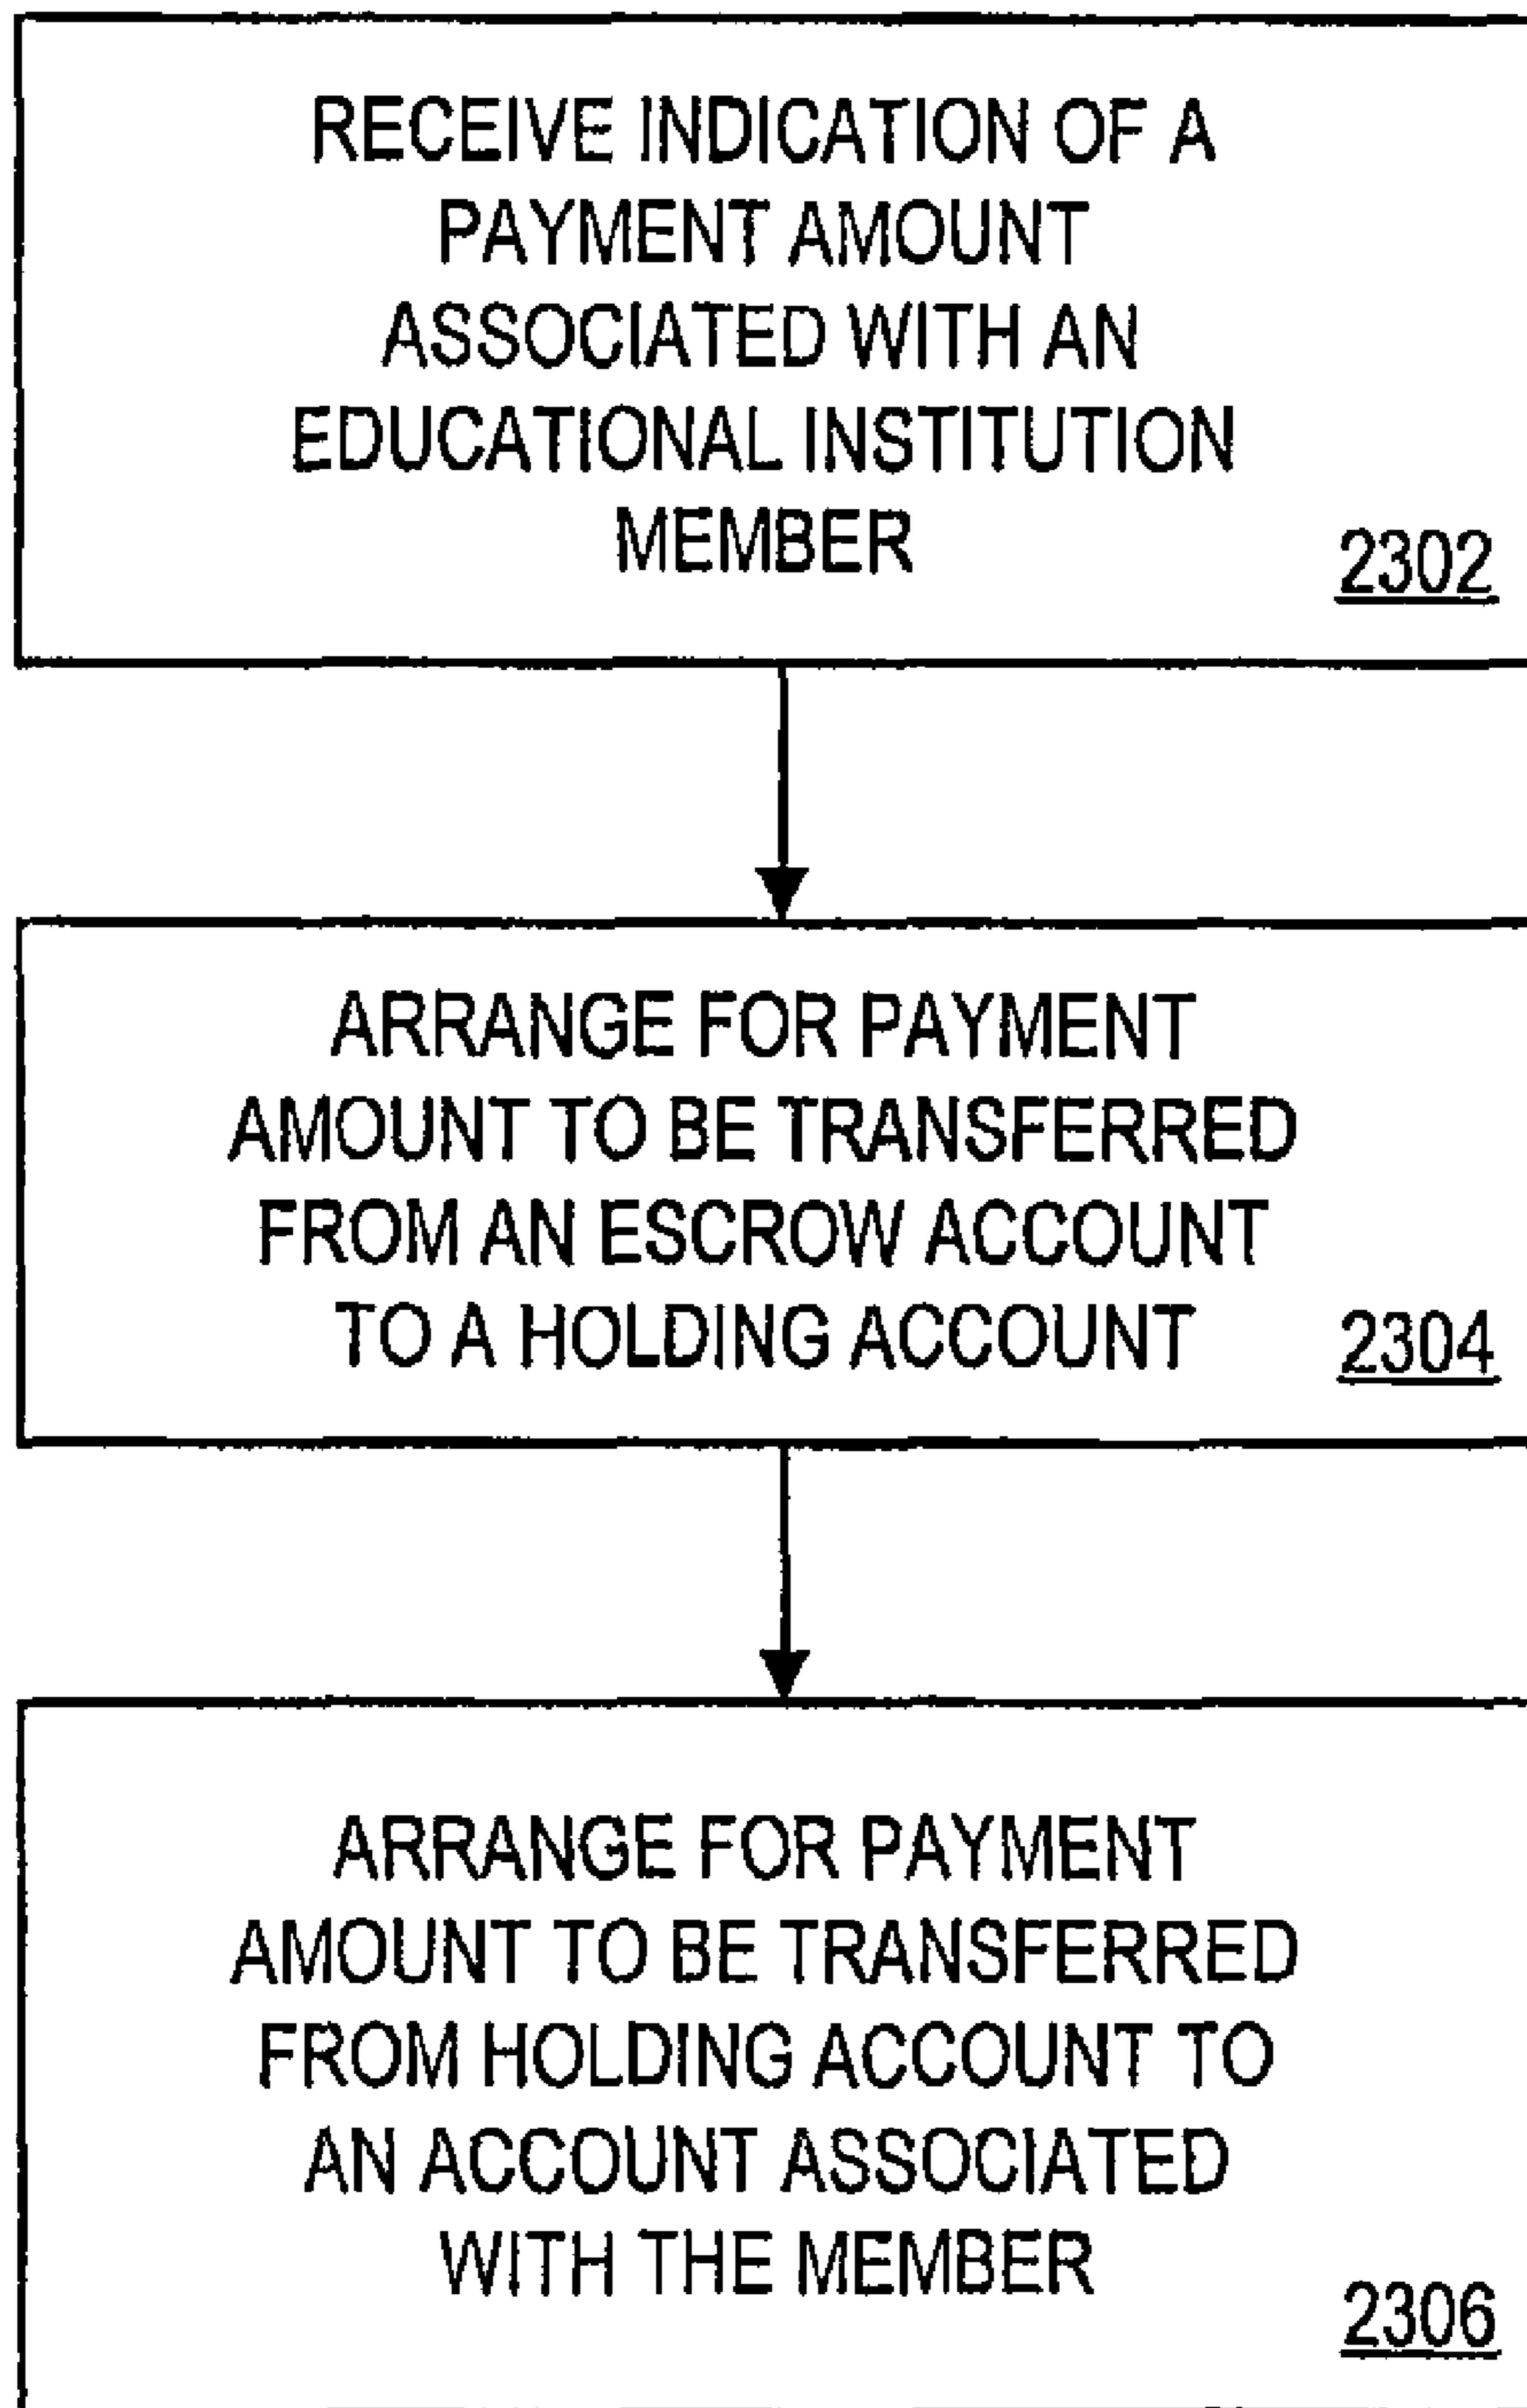 RECEIVE INDICATION OF A
PAYMENT AMOUNT
ASSOCIATED WITH AN
EDUCATIONAL INSTITUTION
MEMBER
2302
ARRANGE FOR PAYMENT
AMOUNT TO BE TRANSFERRED
FROM AN ESCROW ACCOUNT
TO A HOLDING ACCOUNT
2304
ARRANGE FOR PAYMENT
AMOUNT TO BE TRANSFERRED
FROM HOLDING ACCOUNT TO
AN ACCOUNT ASSOCIATED
WITH THE MEMBER
2306